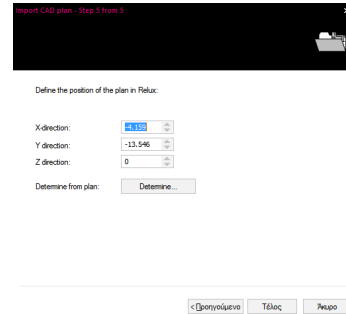 Import CAD plan - Step 5 from 5
Define the position of the plan in Relux:
X-direction: -4.159
Y direction: -13.546
Z direction: 0
Determine from plan: Determine...
< Προηγούμενο Τέλος Άκυρο